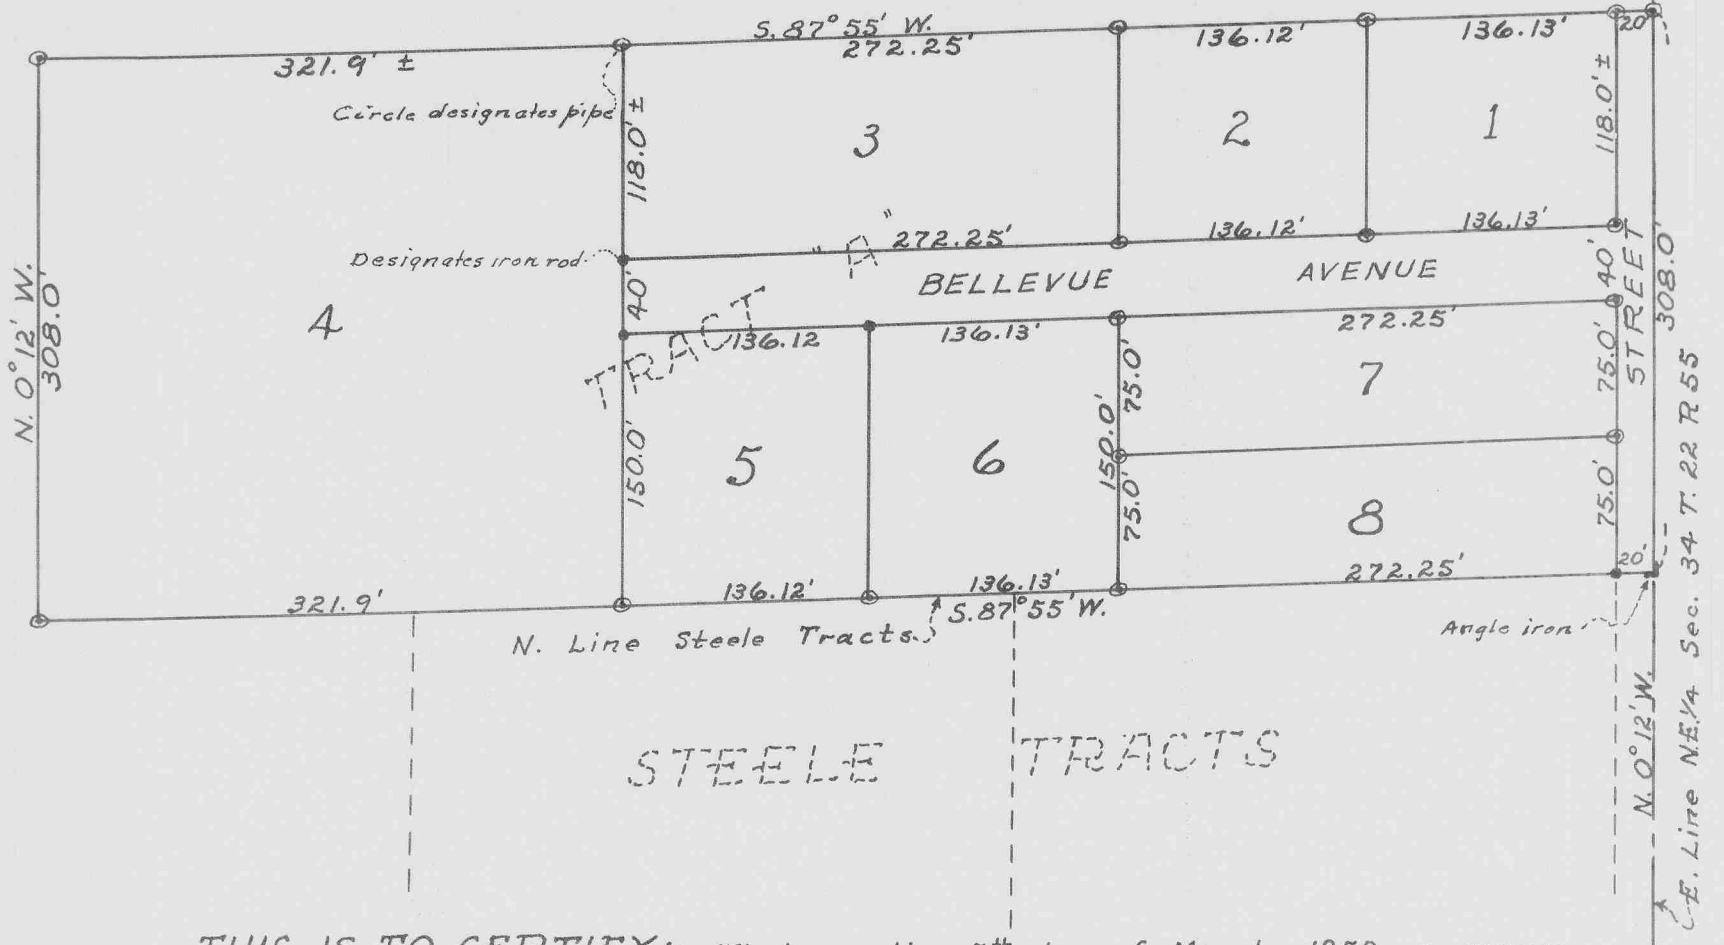 S. 87° 55' W.
321.9' ±
272.25'
136.12'
136.13'
20'
Circle designates pipe
118.0' ±
3
2
1
118.0' ±
Designates iron rod
272.25'
136.12'
136.13'
TRACT "A"
BELLEVUE AVENUE
40'
40'
STREET
308.0'
N. 0° 12' W.
308.0'
4
136.12
136.13'
272.25'
150.0'
5
6
150.0'
75.0'
75.0'
7
75.0'
8
75.0'
321.9'
136.12'
136.13'
272.25'
20'
S. 87° 55' W.
N. Line Steele Tracts
Angle iron
STEELE TRACTS
N. 0° 12' W.
E. Line N.E.¼ Sec. 34 T. 22 R 55
THIS IS TO CERTIFY: